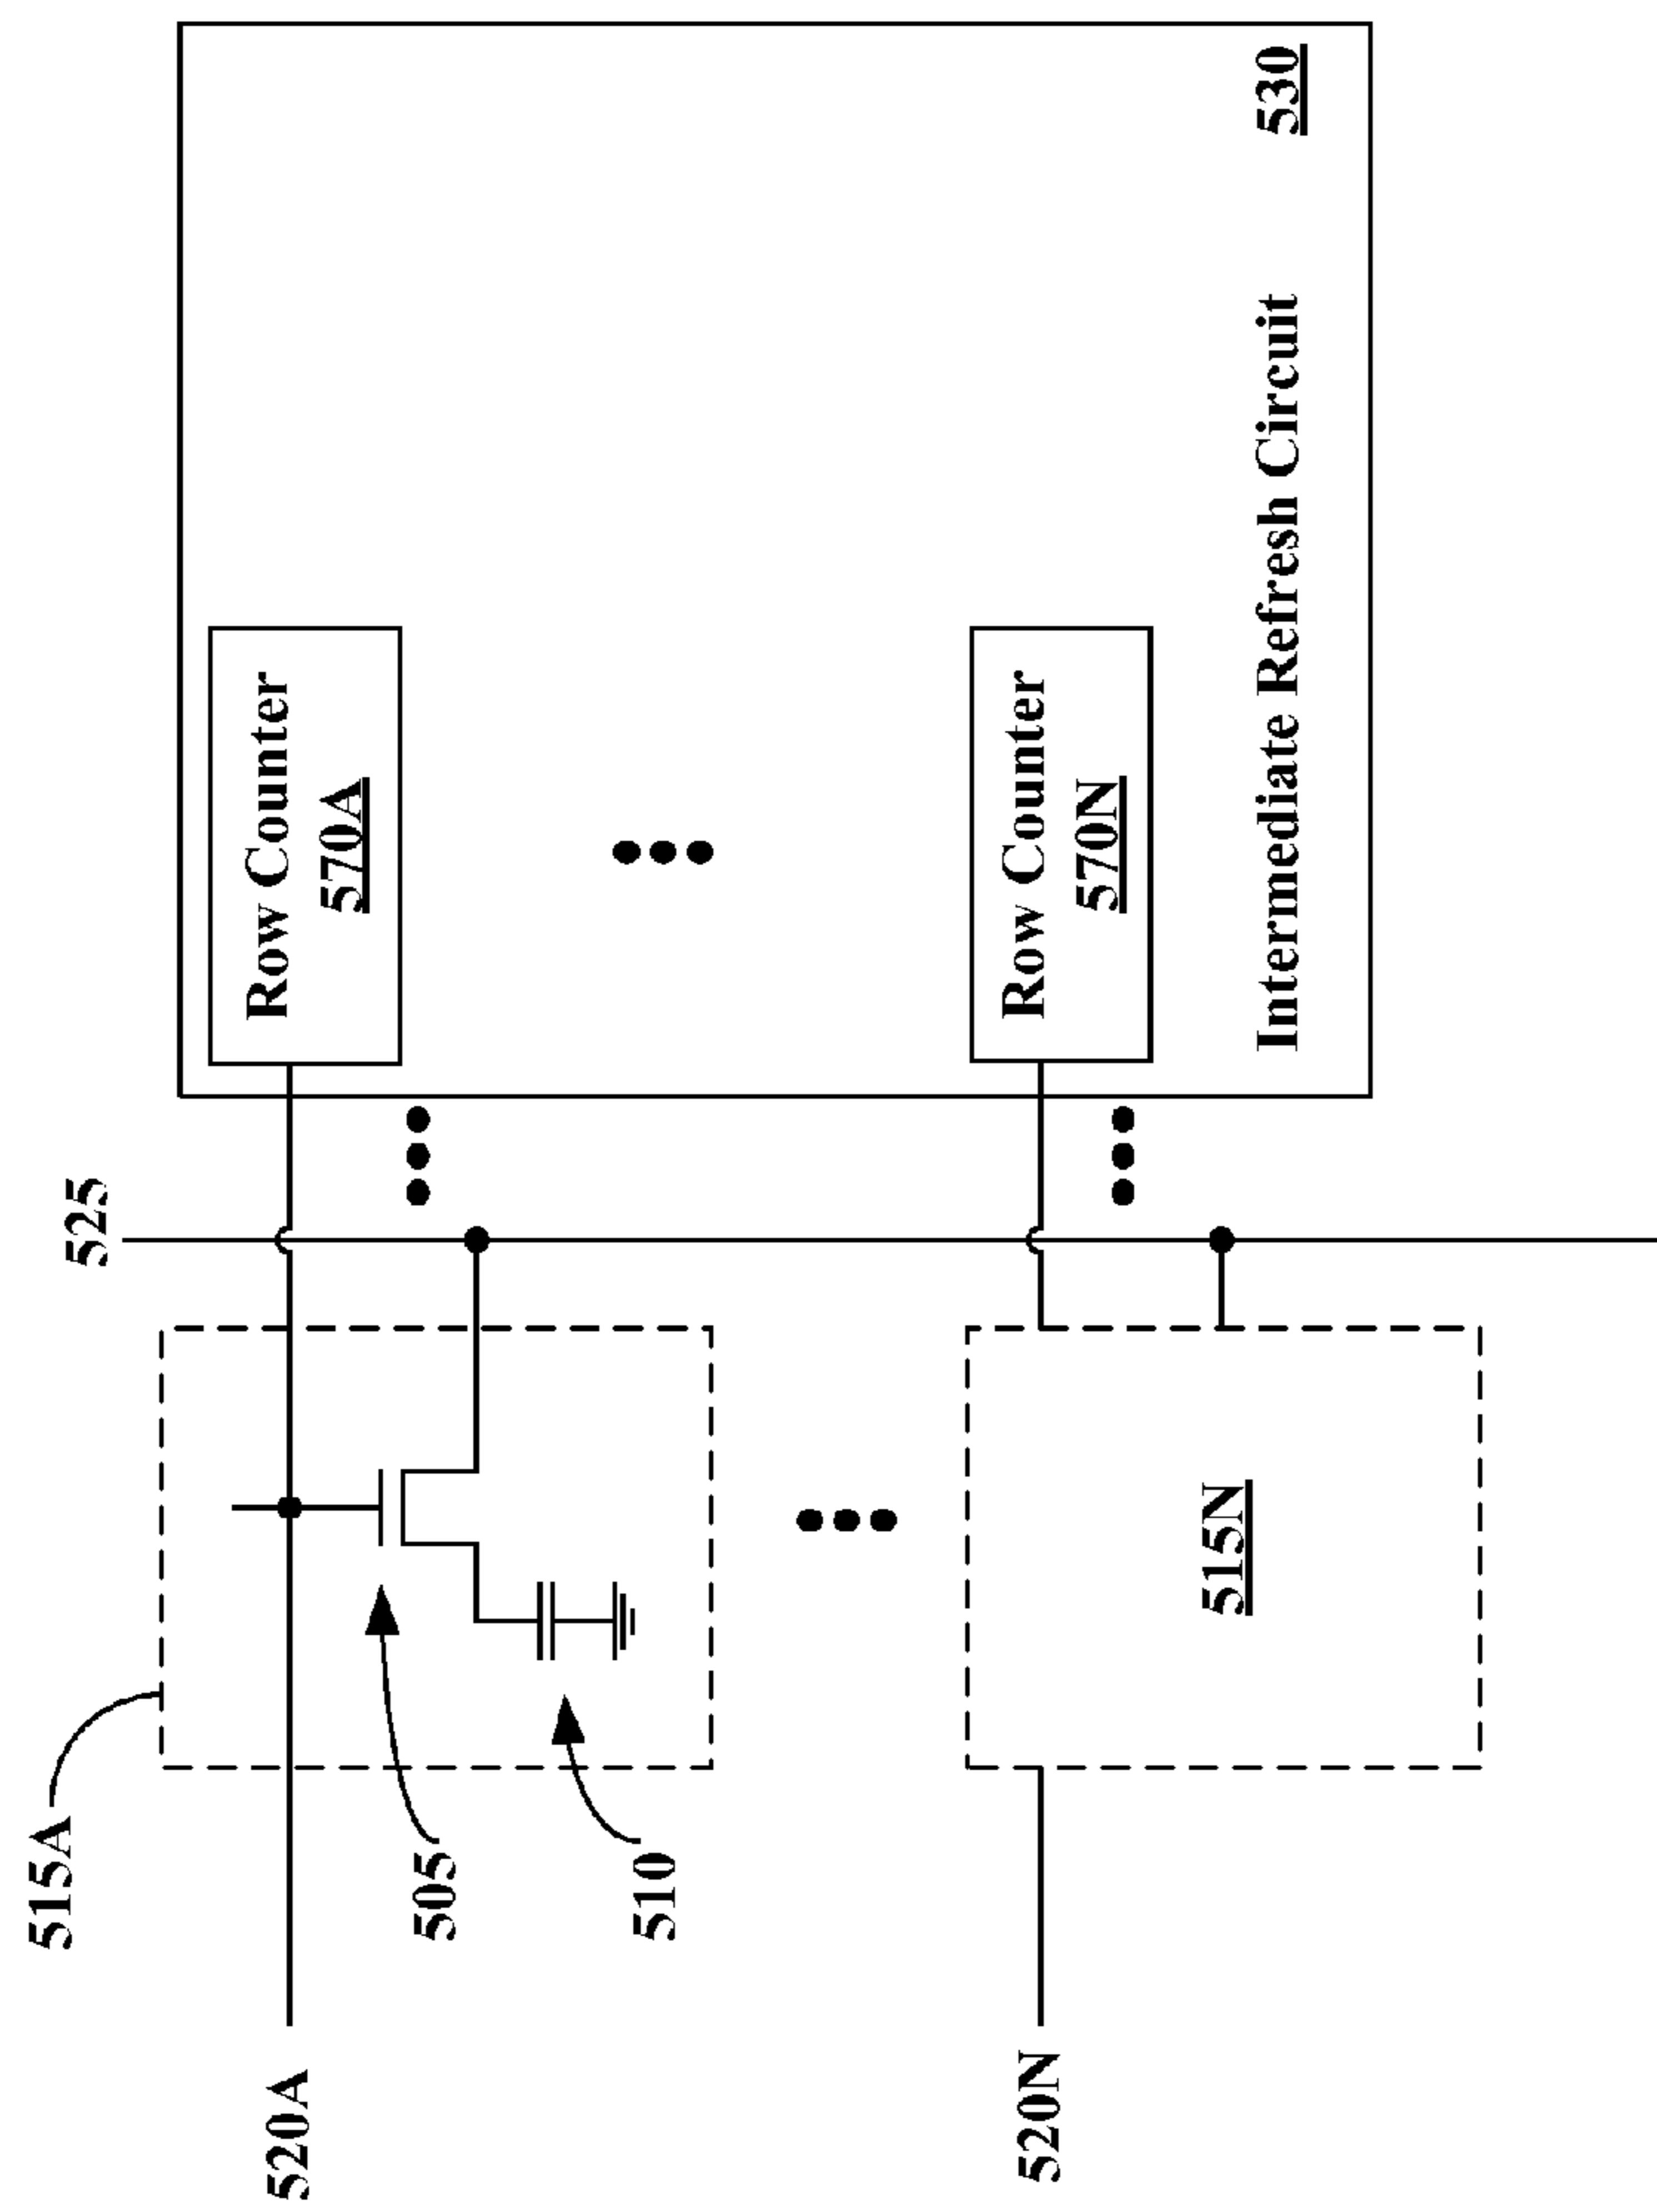 515A
525
520A
505
510
Row Counter
570A
520N
515N
Row Counter
570N
Intermediate Refresh Circuit
530